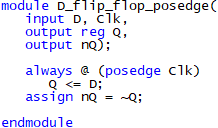 module D_flip_flop_posedge(
input D, Clk,
output reg Q,
output nQ);
always @ (posedge Clk)
Q <= D;
assign nQ = ~Q;
endmodule